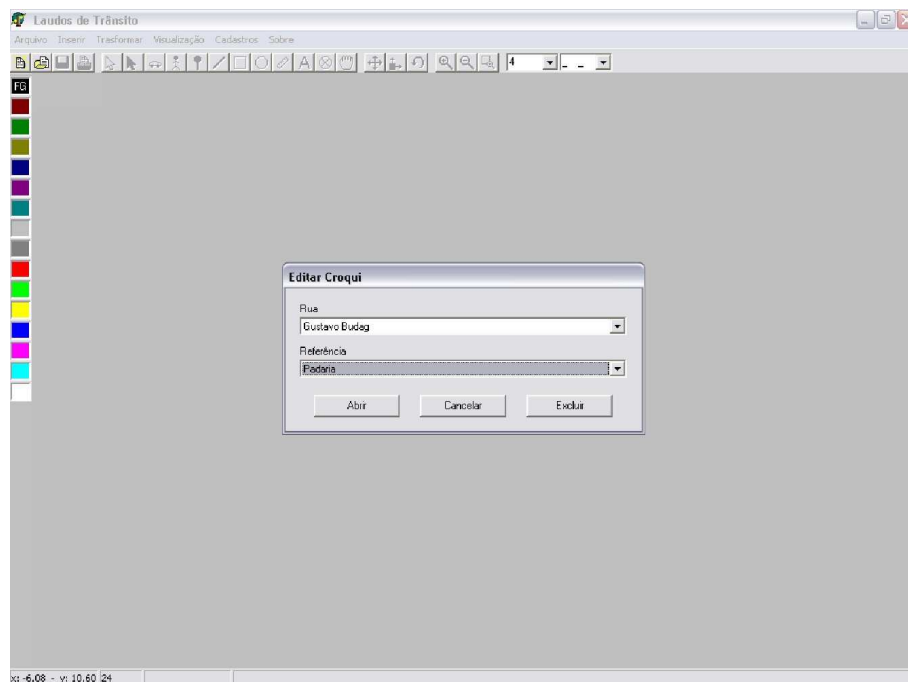 Laudos de Trânsito
Arquivo Inserir Trasformar Visualização Cadastros Sobre
A 4
FG
Editar Croqui
Rua
Gustavo Budag
Referência
Padaria
Abrir Cancelar Excluir
x: -6.08 - y: 10.60 24